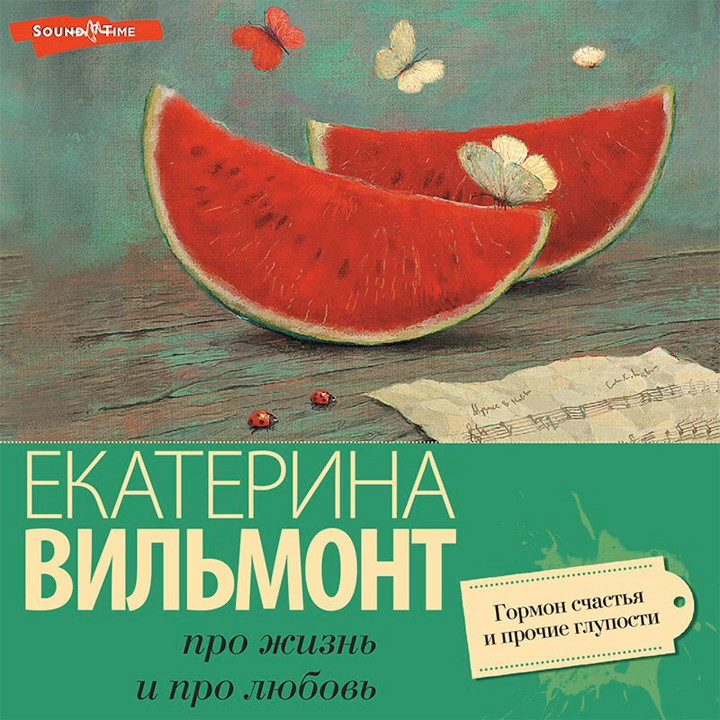 SOUND TIME
ЕКАТЕРИНА
ВИЛЬМОНТ
про жизнь
и про любовь
Гормон счастья
и прочие глупости